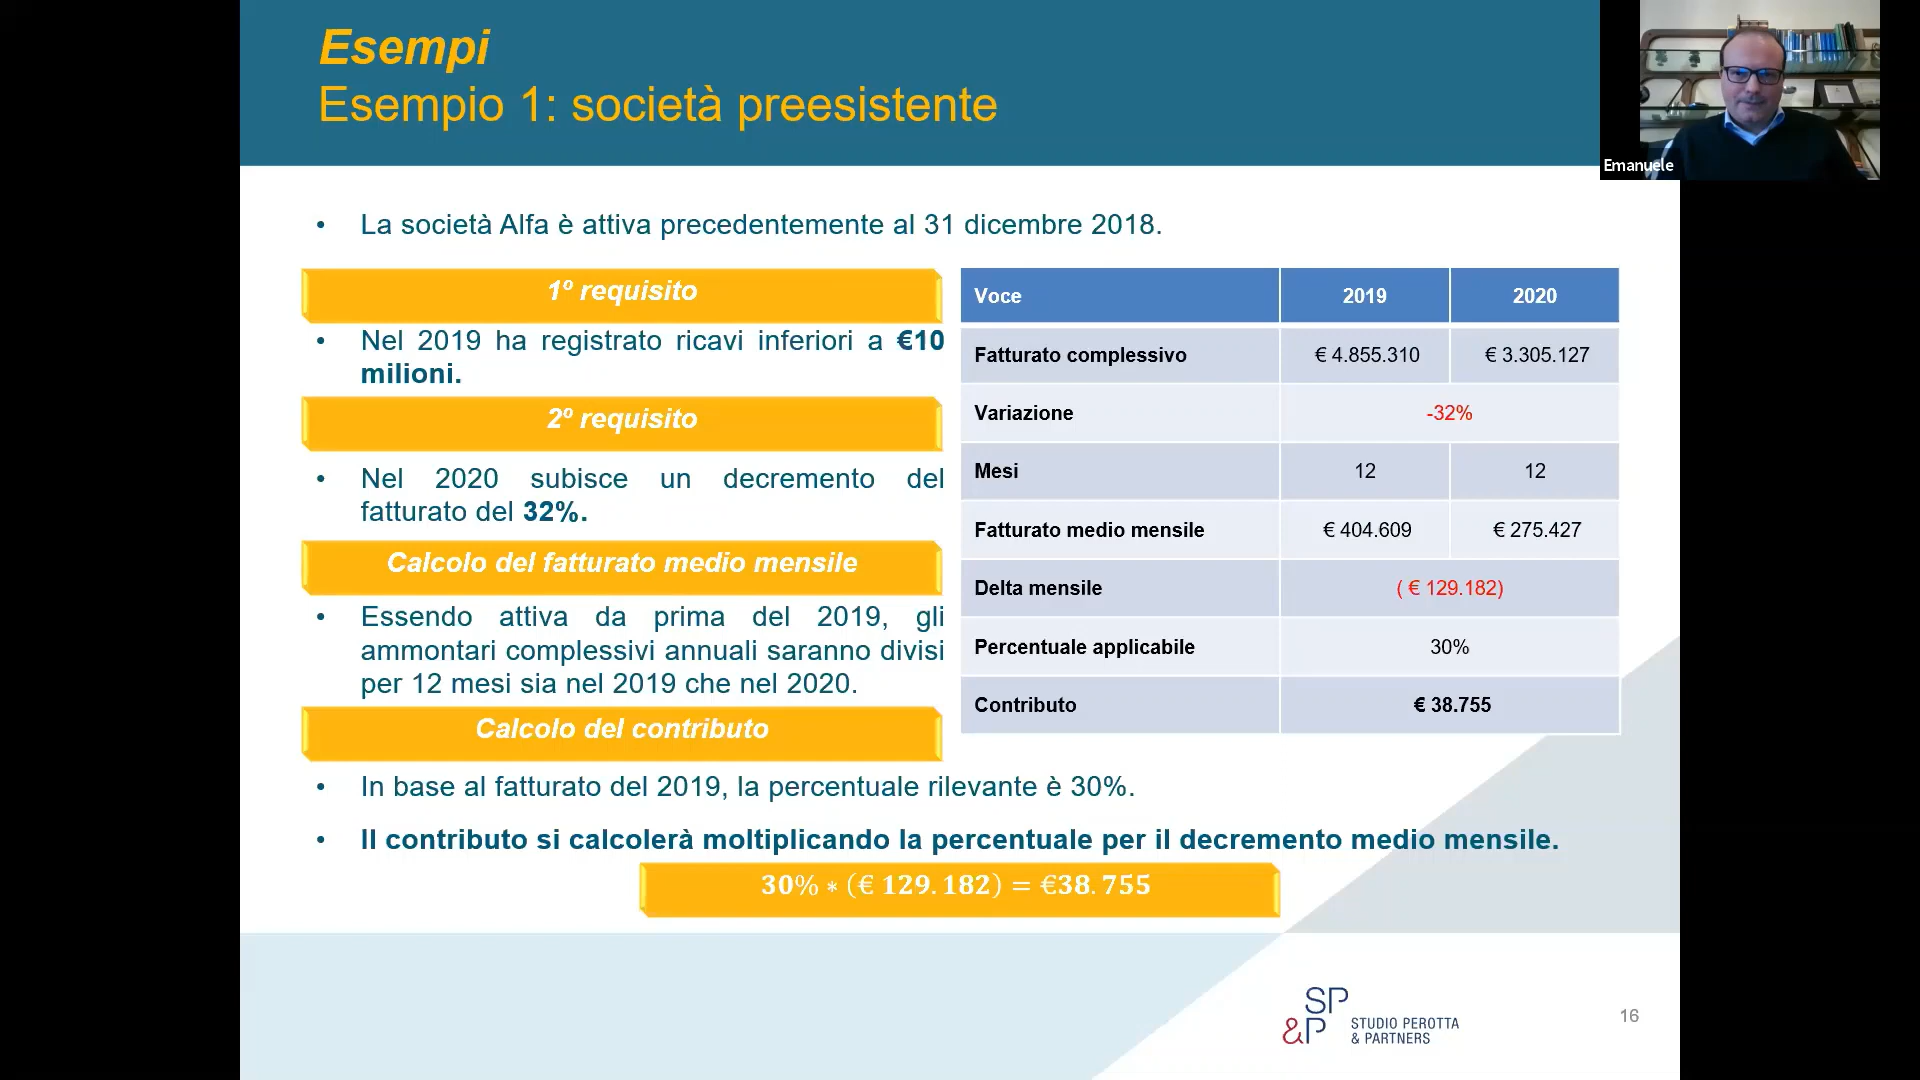 Esempi
Esempio 1: società preesistente
Emanuele
• La società Alfa è attiva precedentemente al 31 dicembre 2018.
1º requisito
• Nel 2019 ha registrato ricavi inferiori a €10
milioni.
2º requisito
• Nel 2020 subisce un decremento del
fatturato del 32%.
Calcolo del fatturato medio mensile
• Essendo attiva da prima del 2019, gli
ammontari complessivi annuali saranno divisi
per 12 mesi sia nel 2019 che nel 2020.
Calcolo del contributo
Voce 2019 2020
Fatturato complessivo € 4.855.310 € 3.305.127
Variazione -32%
Mesi 12 12
Fatturato medio mensile € 404.609 € 275.427
Delta mensile ( € 129.182)
Percentuale applicabile 30%
Contributo € 38.755
• In base al fatturato del 2019, la percentuale rilevante è 30%.
• Il contributo si calcolerà moltiplicando la percentuale per il decremento medio mensile.
30% * (€ 129.182) = €38.755
SP
&P STUDIO PEROTTA
& PARTNERS
16